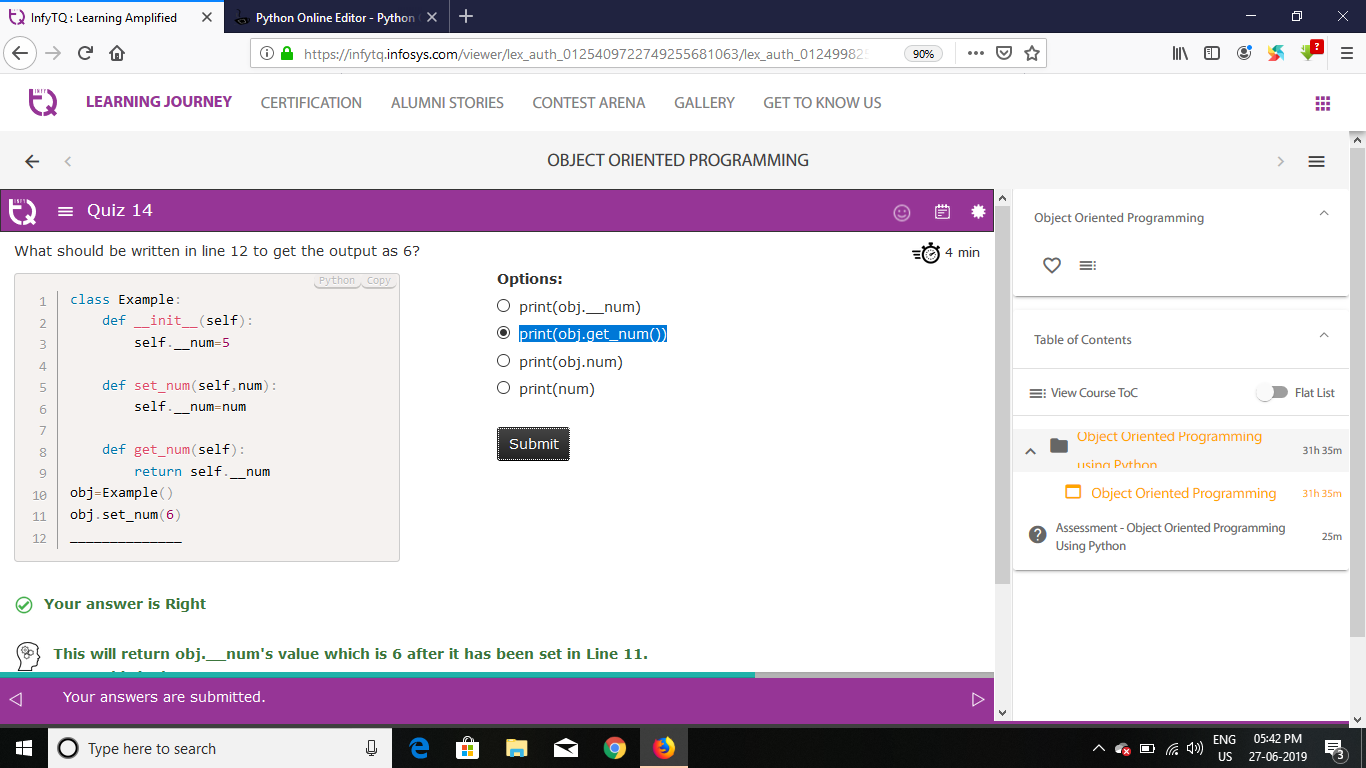 InfyTQ : Learning Amplified
Python Online Editor - Python
https://infytq.infosys.com/viewer/lex_auth_0125409722749255681063/lex_auth_01249982
90%
LEARNING JOURNEY
CERTIFICATION
ALUMNI STORIES
CONTEST ARENA
GALLERY
GET TO KNOW US
OBJECT ORIENTED PROGRAMMING
Quiz 14
What should be written in line 12 to get the output as 6?
4 min
Python Copy
1 class Example:
2     def __init__(self):
3         self.__num=5
4
5     def set_num(self,num):
6         self.__num=num
7
8     def get_num(self):
9         return self.__num
10 obj=Example()
11 obj.set_num(6)
12 ______________
Options:
print(obj.__num)
print(obj.get_num())
print(obj.num)
print(num)
Submit
Your answer is Right
This will return obj.__num's value which is 6 after it has been set in Line 11.
Your answers are submitted.
Object Oriented Programming
Table of Contents
View Course ToC
Flat List
Object Oriented Programming
using Python
31h 35m
Object Oriented Programming
31h 35m
Assessment - Object Oriented Programming
Using Python
25m
Type here to search
ENG
US
05:42 PM
27-06-2019
3